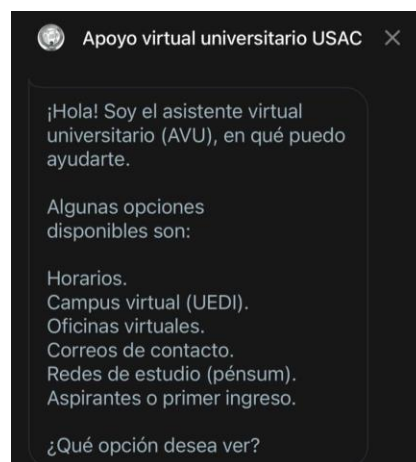 Apoyo virtual universitario USAC
¡Hola! Soy el asistente virtual
universitario (AVU), en qué puedo
ayudarte.
Algunas opciones
disponibles son:
Horarios.
Campus virtual (UEDI).
Oficinas virtuales.
Correos de contacto.
Redes de estudio (pénsum).
Aspirantes o primer ingreso.
¿Qué opción desea ver?